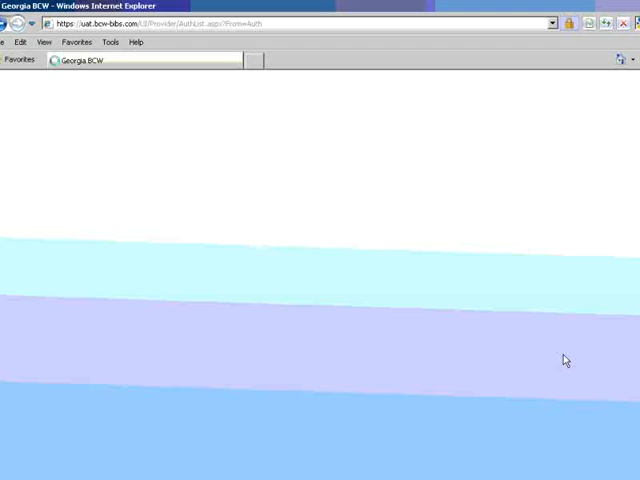 Georgia BCW - Windows Internet Explorer
https://uat.bcw-bibs.com/UI/Provider/AuthList.aspx?From=Auth
e Edit View Favorites Tools Help
Favorites Georgia BCW